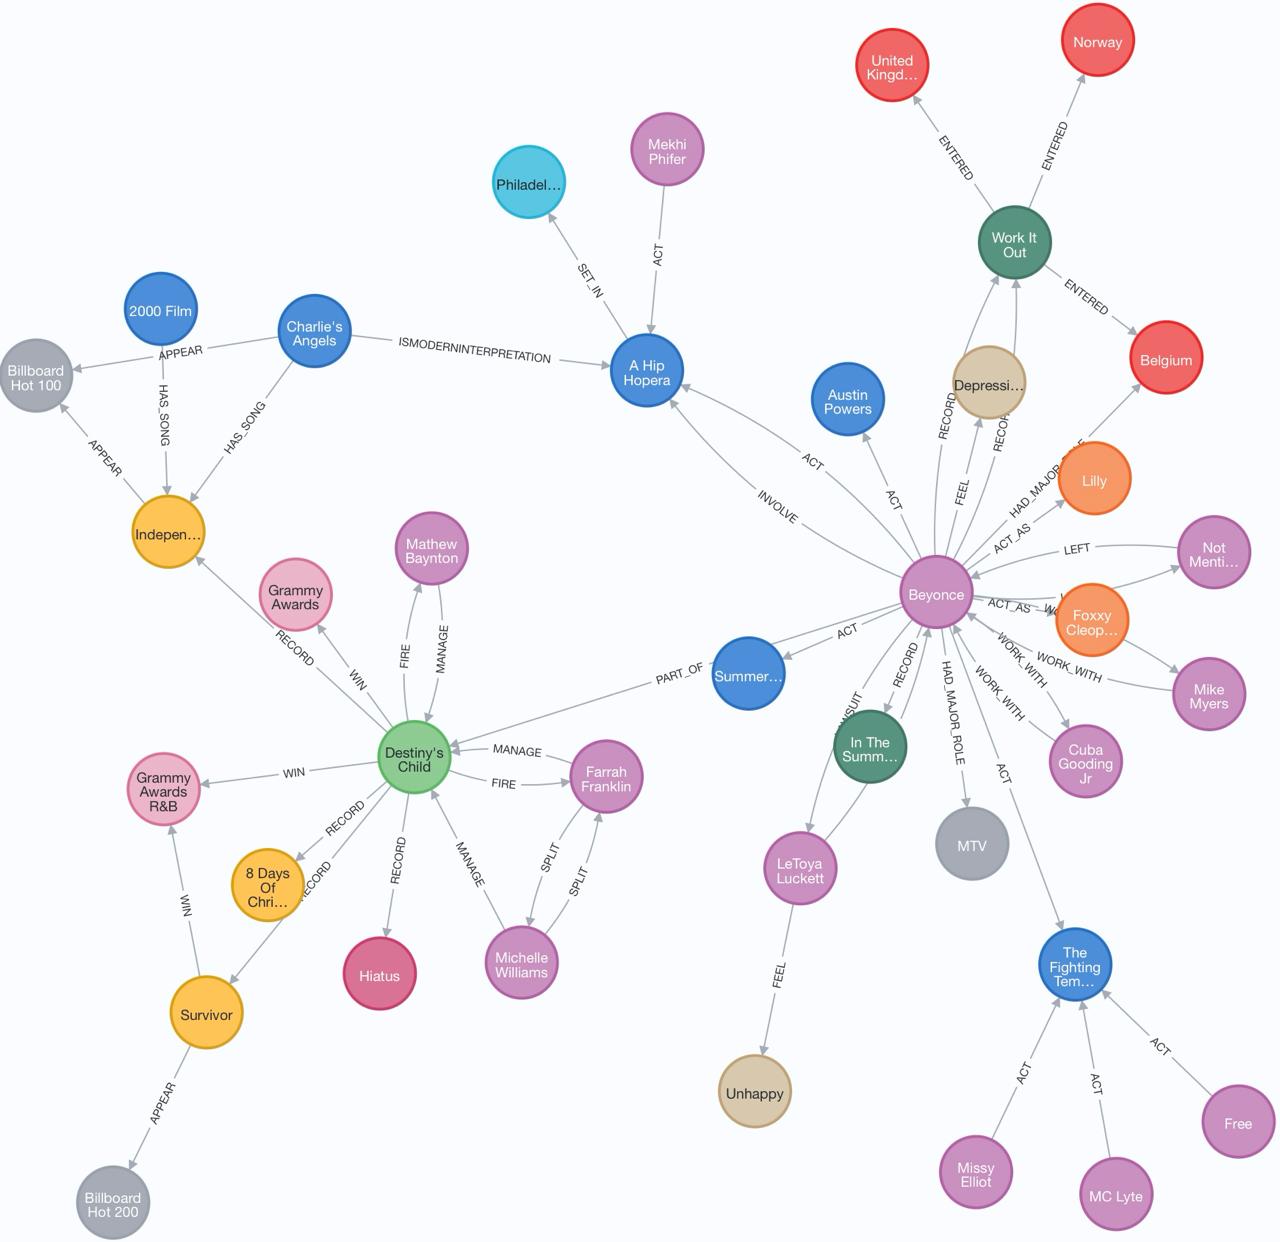 Norway
United
Kingd...
ENTERED
ENTERED
Mekhi
Phifer
Philadel...
Work It
Out
ACT
SET_IN
ENTERED
2000 Film
Charlie's
Angels
ISMODERNINTERPRETATION
APPEAR
Billboard
Hot 100
A Hip
Hopera
Belgium
Depressi...
Austin
Powers
RECORD
HAS_SONG
HAS_SONG
APPEAR
ACT
INVOLVE
ACT
FEEL
Lilly
ACT_AS
Indepen...
Mathew
Baynton
LEFT
Not
Menti...
Grammy
Awards
Beyonce
ACT_AS
Foxxy
Cleop...
RECORD
WIN
FIRE
MANAGE
ACT
PART_OF
Summer...
RECORD
WORK_WITH
WORK_WITH
WORK_WITH
Mike
Myers
HAD_MAJOR_ROLE
In The
Summ...
Destiny's
Child
MANAGE
FIRE
Farrah
Franklin
Cuba
Gooding
Jr
ACT
WIN
Grammy
Awards
R&B
RECORD
RECORD
MANAGE
SPLIT
SPLIT
MTV
LeToya
Luckett
8 Days
Of
Chri...
WIN
Hiatus
Michelle
Williams
FEEL
The
Fighting
Tem...
Survivor
ACT
ACT
ACT
APPEAR
Unhappy
Free
Missy
Elliot
MC Lyte
Billboard
Hot 200